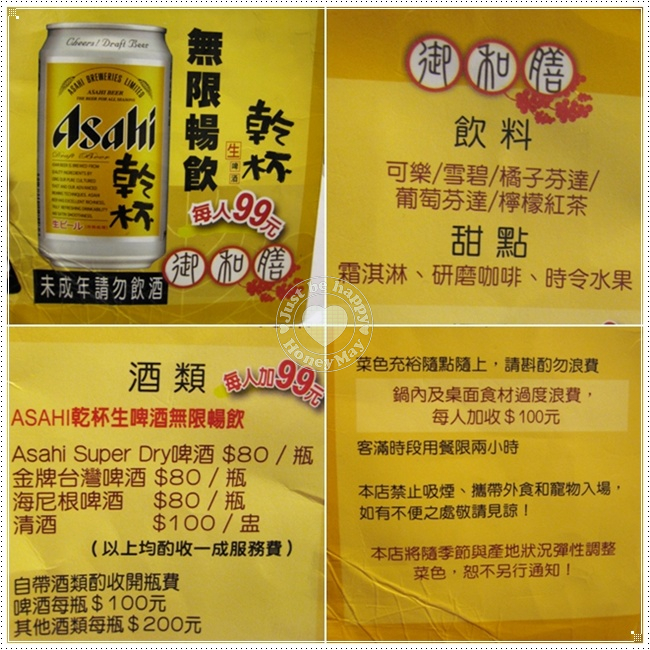 Cheers! Draft Beer
ASAHI BREWERIES LIMITED
ASAHI BEER
THE BEER FOR ALL SEASONS
Asahi
Draft Beer
乾杯
生ビール
無限暢飲
乾杯
生
啤酒
每人99元
御和膳
未成年請勿飲酒
御和膳
飲料
可樂/雪碧/橘子芬達/
葡萄芬達/檸檬紅茶
甜點
霜淇淋、研磨咖啡、時令水果
Just be happy
HoneyMay
酒類
每人加99元
ASAHI乾杯生啤酒無限暢飲
Asahi Super Dry啤酒 $80 / 瓶
金牌台灣啤酒 $80 / 瓶
海尼根啤酒 $80 / 瓶
清酒 $100 / 盅
(以上均酌收一成服務費)
自帶酒類酌收開瓶費
啤酒每瓶$100元
其他酒類每瓶$200元
菜色充裕隨點隨上，請斟酌勿浪費
鍋內及桌面食材過度浪費，
每人加收$100元
客滿時段用餐限兩小時
本店禁止吸煙、攜帶外食和寵物入場，
如有不便之處敬請見諒！
本店將隨季節與產地狀況彈性調整
菜色，恕不另行通知！